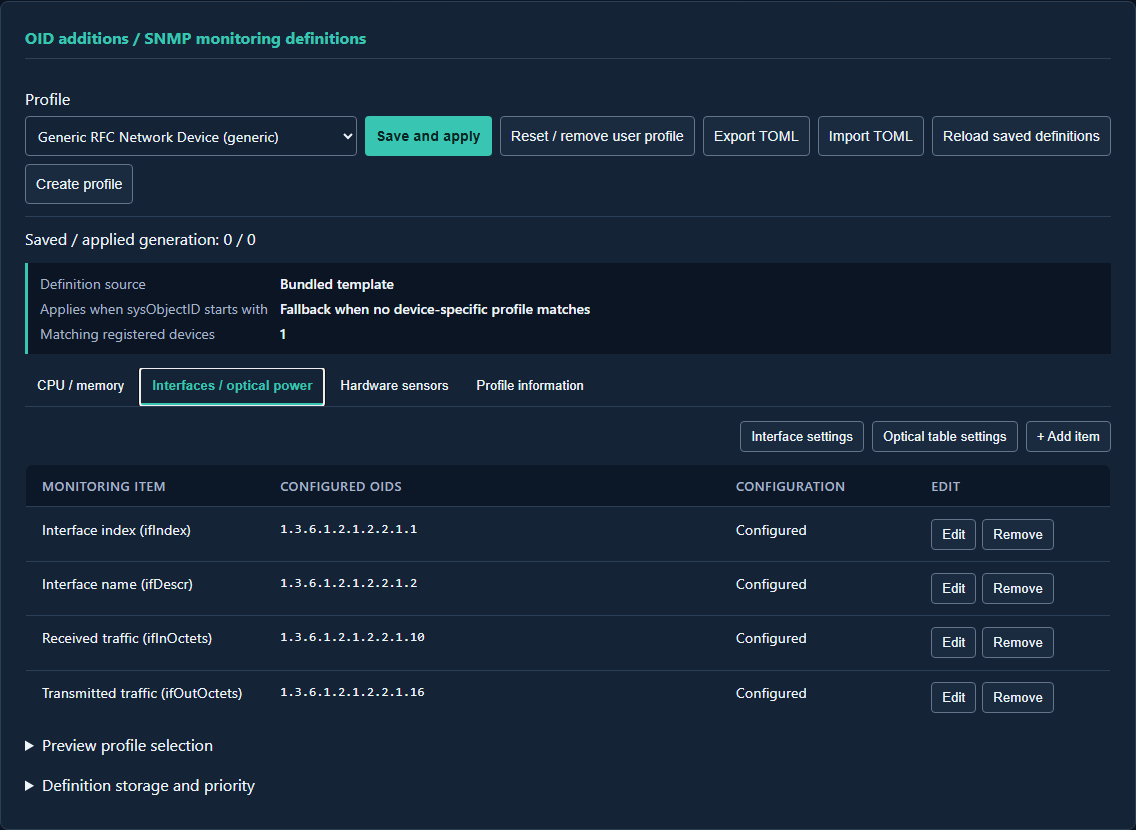 OID additions / SNMP monitoring definitions
Profile
Generic RFC Network Device (generic)
Save and apply
Reset / remove user profile
Export TOML
Import TOML
Reload saved definitions
Create profile
Saved / applied generation: 0 / 0
Definition source Bundled template
Applies when sysObjectID starts with Fallback when no device-specific profile matches
Matching registered devices 1
CPU / memory Interfaces / optical power Hardware sensors Profile information
Interface settings Optical table settings + Add item
MONITORING ITEM CONFIGURED OIDS CONFIGURATION EDIT
Interface index (ifIndex) 1.3.6.1.2.1.2.2.1.1 Configured Edit Remove
Interface name (ifDescr) 1.3.6.1.2.1.2.2.1.2 Configured Edit Remove
Received traffic (ifInOctets) 1.3.6.1.2.1.2.2.1.10 Configured Edit Remove
Transmitted traffic (ifOutOctets) 1.3.6.1.2.1.2.2.1.16 Configured Edit Remove
Preview profile selection
Definition storage and priority